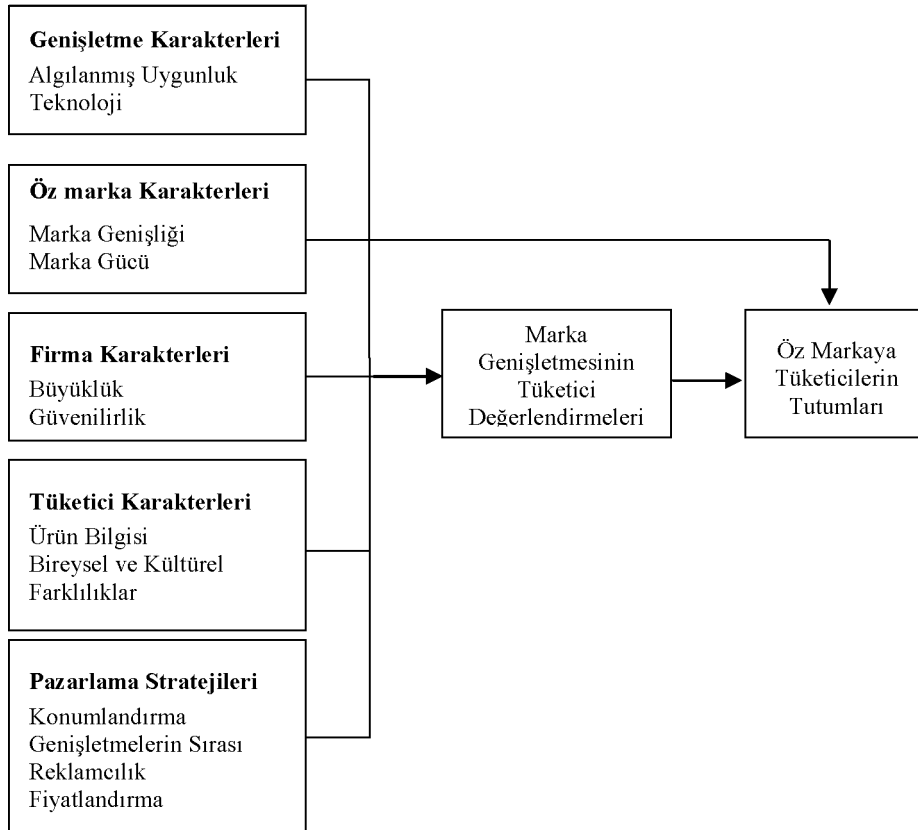 Genişletme Karakterleri
Algılanmış Uygunluk
Teknoloji
Öz marka Karakterleri
Marka Genişliği
Marka Gücü
Firma Karakterleri
Büyüklük
Güvenilirlik
Tüketici Karakterleri
Ürün Bilgisi
Bireysel ve Kültürel
Farklılıklar
Pazarlama Stratejileri
Konumlandırma
Genişletmelerin Sırası
Reklamcılık
Fiyatlandırma
Marka
Genişletmesinin
Tüketici
Değerlendirmeleri
Öz Markaya
Tüketicilerin
Tutumları